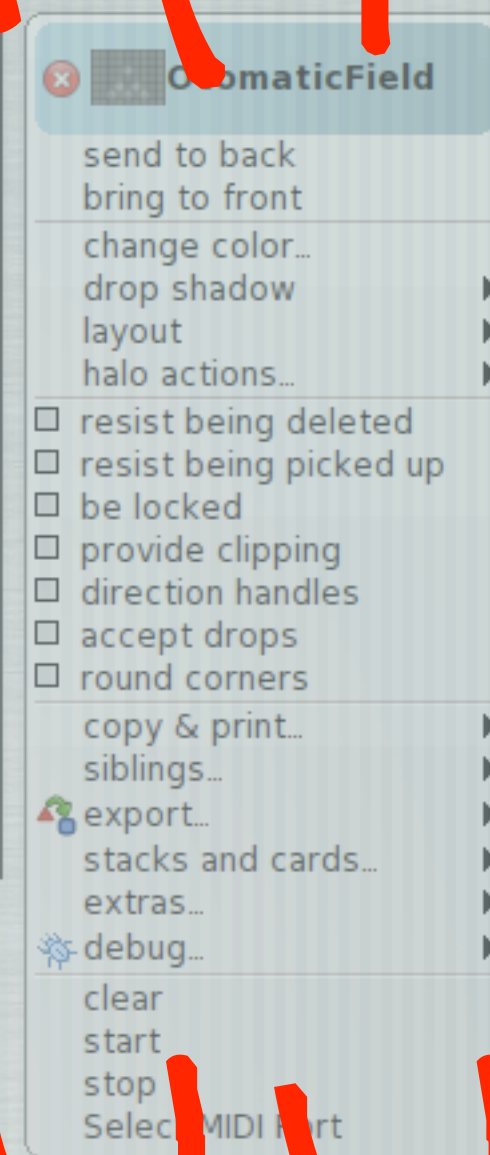 send to back
bring to front
change color...
drop shadow
layout
halo actions...
resist being deleted
resist being picked up
be locked
provide clipping
direction handles
accept drops
round corners
copy & print...
siblings...
export...
stacks and cards...
extras...
debug...
clear
start
stop
MIDI